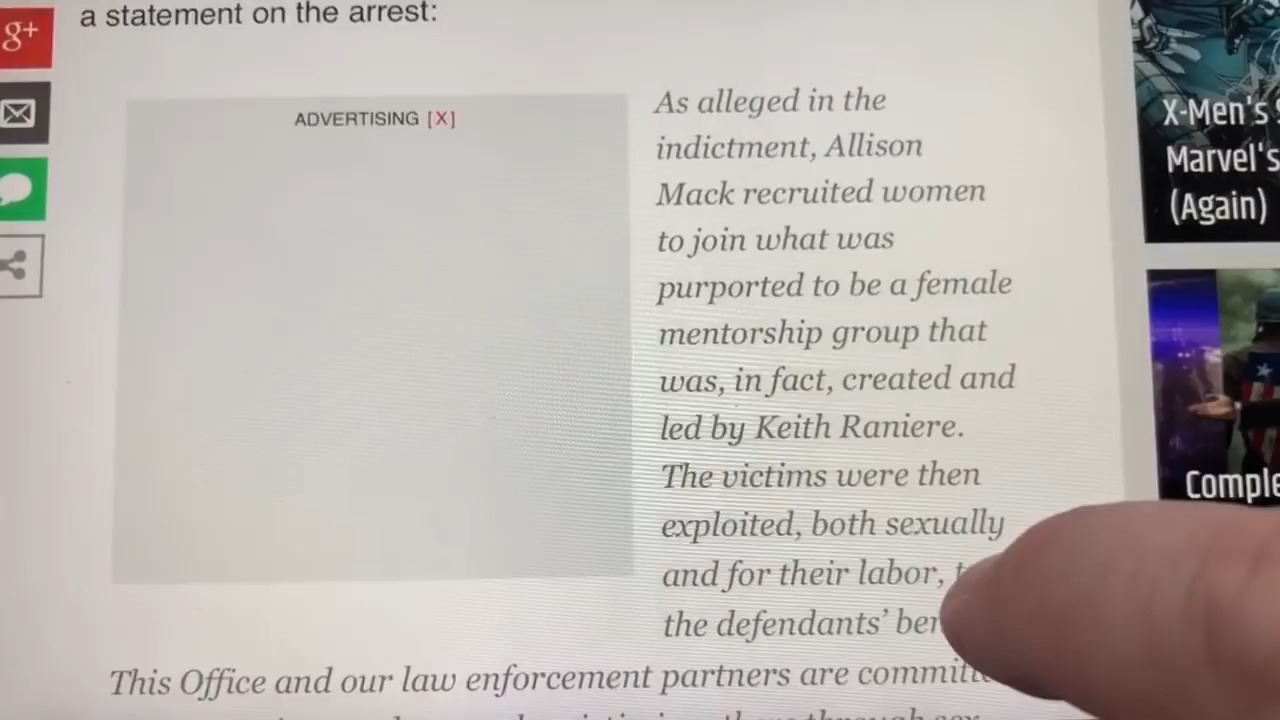 a statement on the arrest:
g+
ADVERTISING [X]
As alleged in the
indictment, Allison
Mack recruited women
to join what was
purported to be a female
mentorship group that
was, in fact, created and
led by Keith Raniere.
The victims were then
exploited, both sexually
and for their labor,
the defendants’
This Office and our law enforcement partners are
X-Men's
Marvel's
(Again)